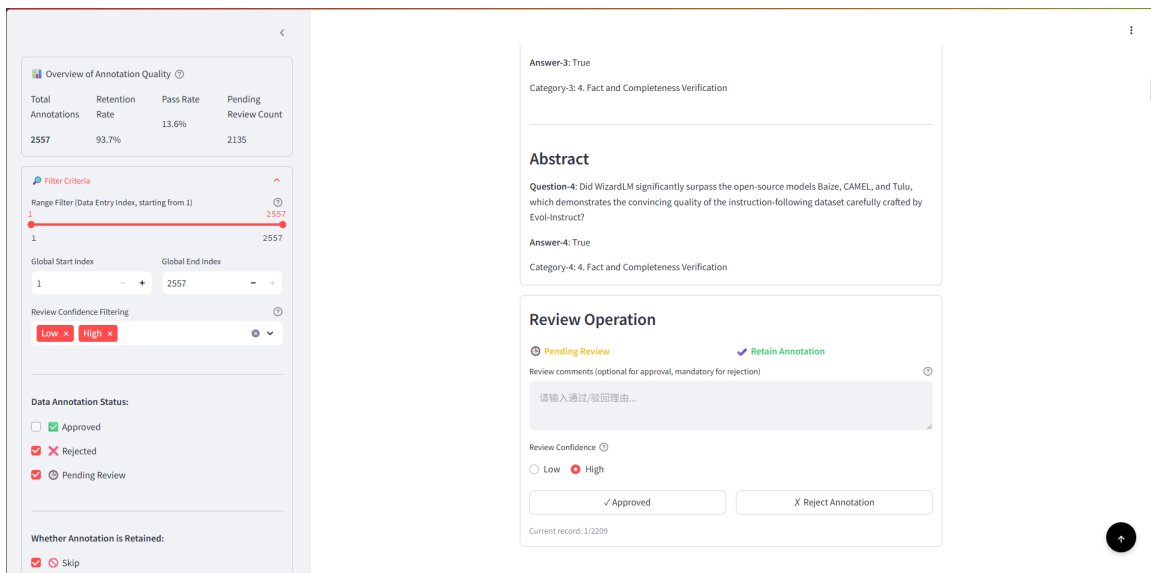 Overview of Annotation Quality
Total Annotations
Retention Rate
Pass Rate
Pending Review Count
2557
93.7%
13.6%
2135
Filter Criteria
Range Filter (Data Entry Index, starting from 1)
1
2557
1
2557
Global Start Index
Global End Index
1
2557
Review Confidence Filtering
Low ×
High ×
Data Annotation Status:
Approved
Rejected
Pending Review
Whether Annotation is Retained:
Skip
Answer-3: True
Category-3: 4. Fact and Completeness Verification
Abstract
Question-4: Did WizardLM significantly surpass the open-source models Baize, CAMEL, and Tulu,
which demonstrates the convincing quality of the instruction-following dataset carefully crafted by
Evol-Instruct?
Answer-4: True
Category-4: 4. Fact and Completeness Verification
Review Operation
Pending Review
Retain Annotation
Review comments (optional for approval, mandatory for rejection)
请输入通过/驳回理由...
Review Confidence
Low
High
✓ Approved
✗ Reject Annotation
Current record: 1/2209